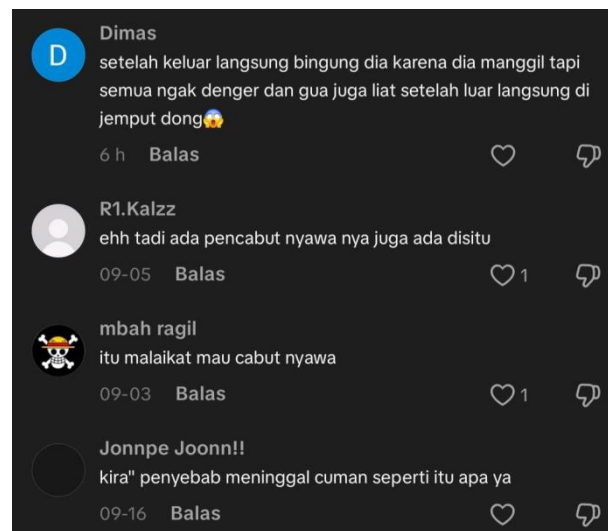 D
Dimas
setelah keluar langsung bingung dia karena dia manggil tapi
semua ngak denger dan gua juga liat setelah luar langsung di
jemput dong😱
6 h Balas
R1.Kalzz
ehh tadi ada pencabut nyawa nya juga ada disitu
09-05 Balas 1
mbah ragil
itu malaikat mau cabut nyawa
09-03 Balas 1
Jonnpe Joonn!!
kira" penyebab meninggal cuman seperti itu apa ya
09-16 Balas